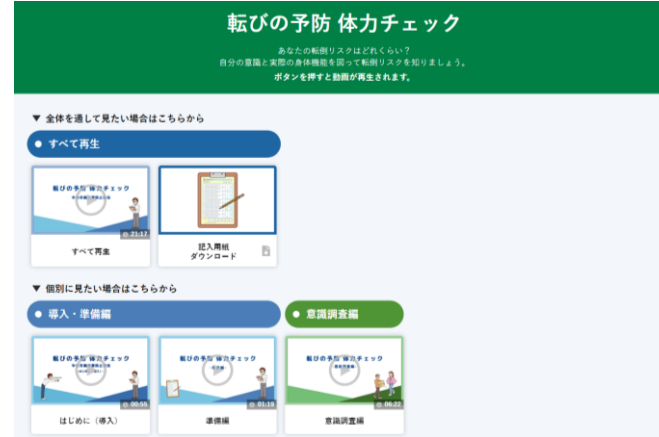 転びの予防 体力チェック
あなたの転倒リスクはどれくらい？
自分の意識と実際の身体機能を図って転倒リスクを知りましょう。
ボタンを押すと動画が再生されます。
▼ 全体を通して見たい場合はこちらから
すべて再生
転びの予防 体力チェック
21:17
すべて再生
記入用紙
ダウンロード
▼ 個別に見たい場合はこちらから
導入・準備編
意識調査編
転びの予防 体力チェック
00:55
はじめに（導入）
転びの予防 体力チェック
01:19
準備編
転びの予防 体力チェック
06:22
意識調査編